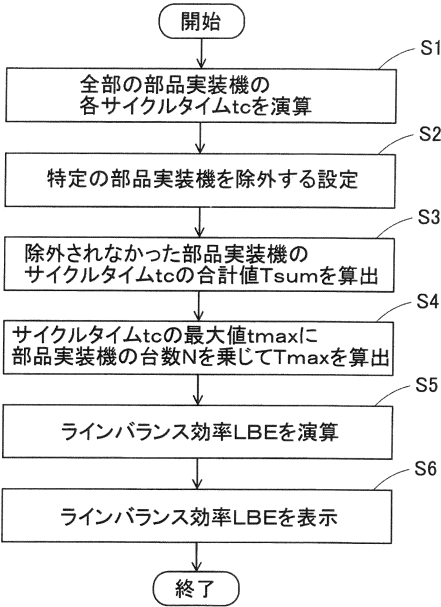 開始
S1
全部の部品実装機の
各サイクルタイムtcを演算
S2
特定の部品実装機を除外する設定
S3
除外されなかった部品実装機の
サイクルタイムtcの合計値Tsumを算出
S4
サイクルタイムtcの最大値tmaxに
部品実装機の台数Nを乗じてTmaxを算出
S5
ラインバランス効率LBEを演算
S6
ラインバランス効率LBEを表示
終了